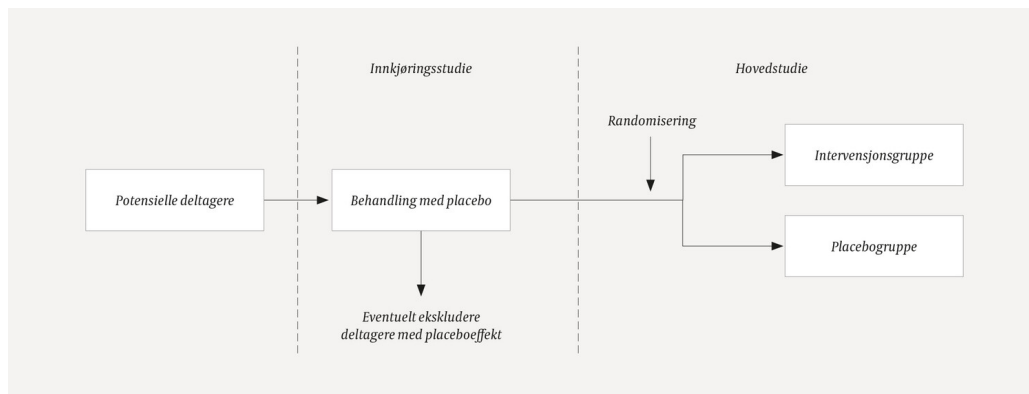 Innkjøringsstudie
Hovedstudie
Randomisering
Potensielle deltagere
Behandling med placebo
Intervensjonsgruppe
Placebogruppe
Eventuelt ekskludere
deltagere med placeboeffekt